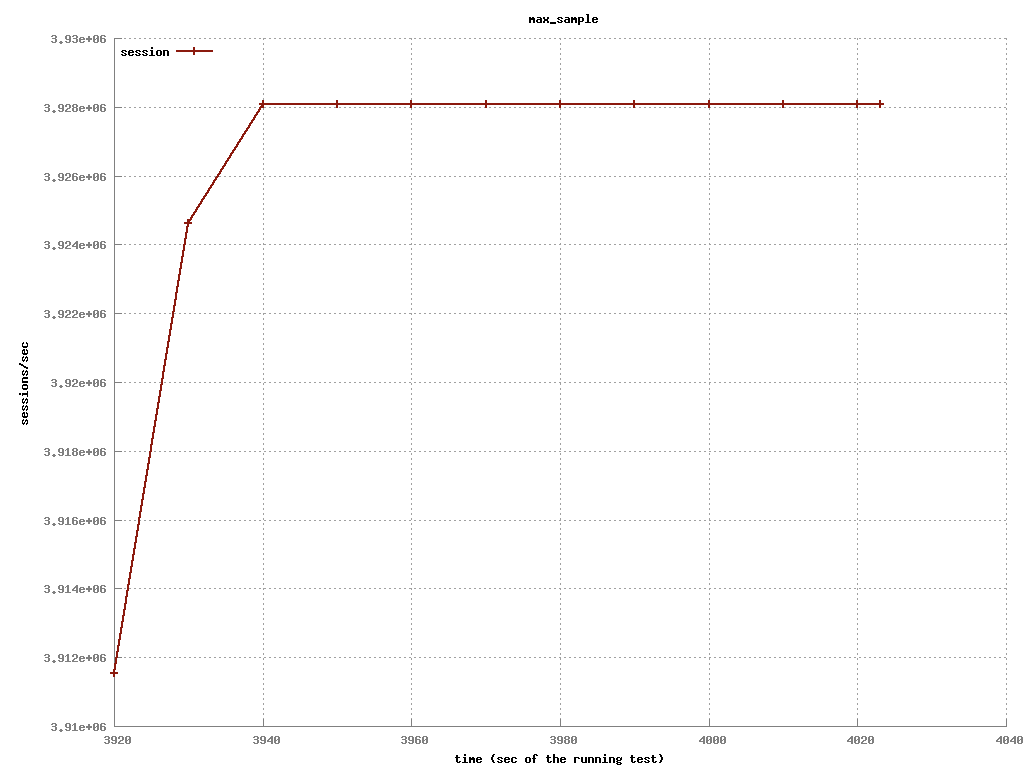 max_sample
session
3.93e+06
3.928e+06
3.926e+06
3.924e+06
3.922e+06
3.92e+06
3.918e+06
3.916e+06
3.914e+06
3.912e+06
3.91e+06
sessions/sec
3920 3940 3960 3980 4000 4020 4040
time (sec of the running test)